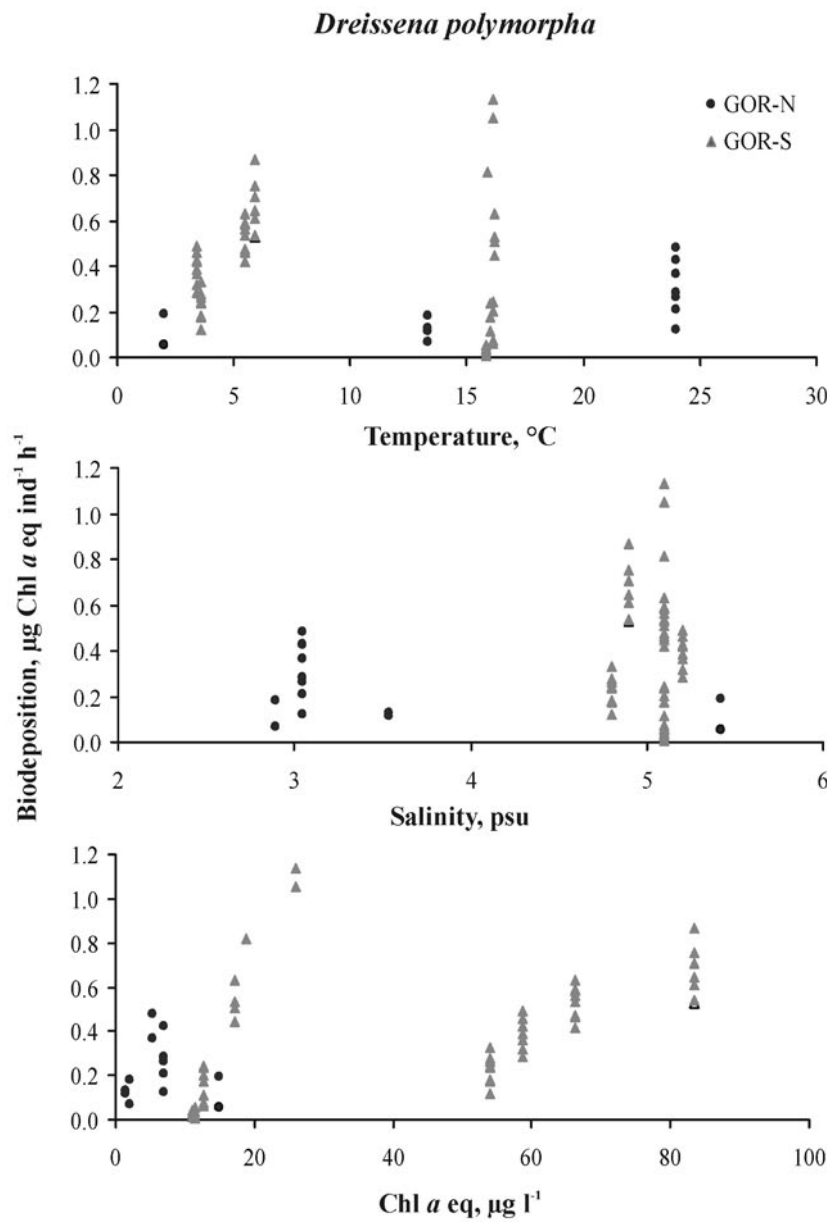 Dreissena polymorpha
1.2
1.0
0.8
0.6
0.4
0.2
0.0
GOR-N
GOR-S
0 5 10 15 20 25 30
Temperature, °C
Biodeposition, µg Chl a eq ind⁻¹ h⁻¹
1.2
1.0
0.8
0.6
0.4
0.2
0.0
2 3 4 5 6
Salinity, psu
1.2
1.0
0.8
0.6
0.4
0.2
0.0
0 20 40 60 80 100
Chl a eq, µg l⁻¹